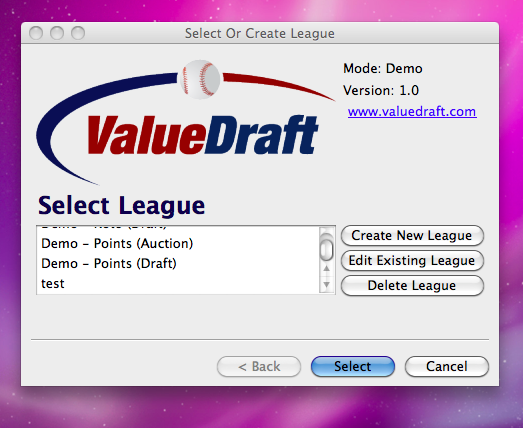 Select Or Create League
Mode: Demo
Version: 1.0
www.valuedraft.com
ValueDraft
Select League
Demo - Points (Auction)
Demo - Points (Draft)
test
Create New League
Edit Existing League
Delete League
< Back
Select
Cancel